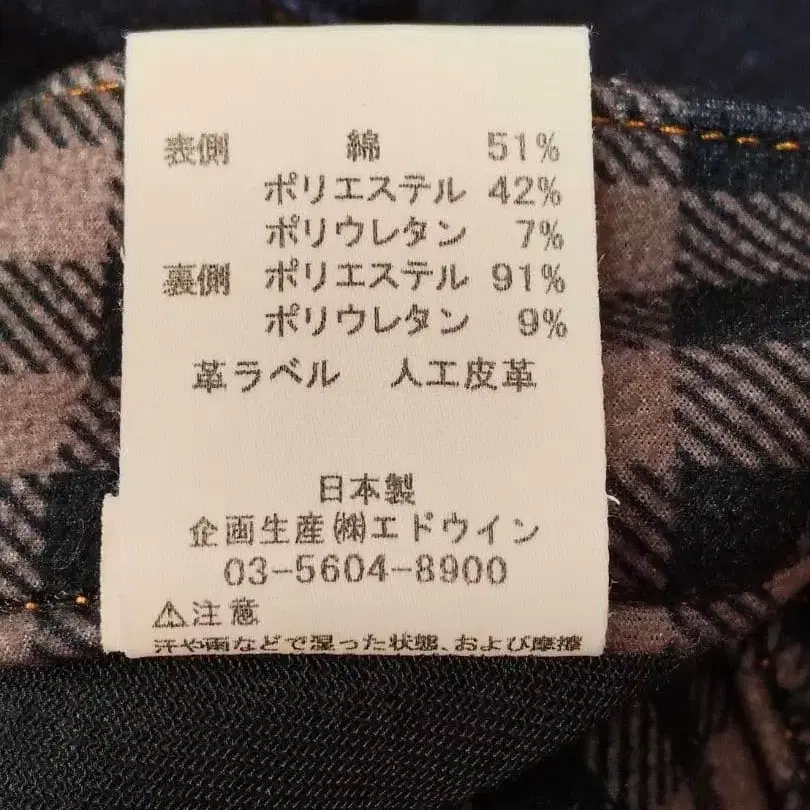 表側 綿 51%
ポリエステル 42%
ポリウレタン 7%
裏側 ポリエステル 91%
ポリウレタン 9%
革ラベル 人工皮革
日本製
企画生産㈱エドウイン
03-5604-8900
⚠注意
汗や雨などで湿った状態、および摩擦